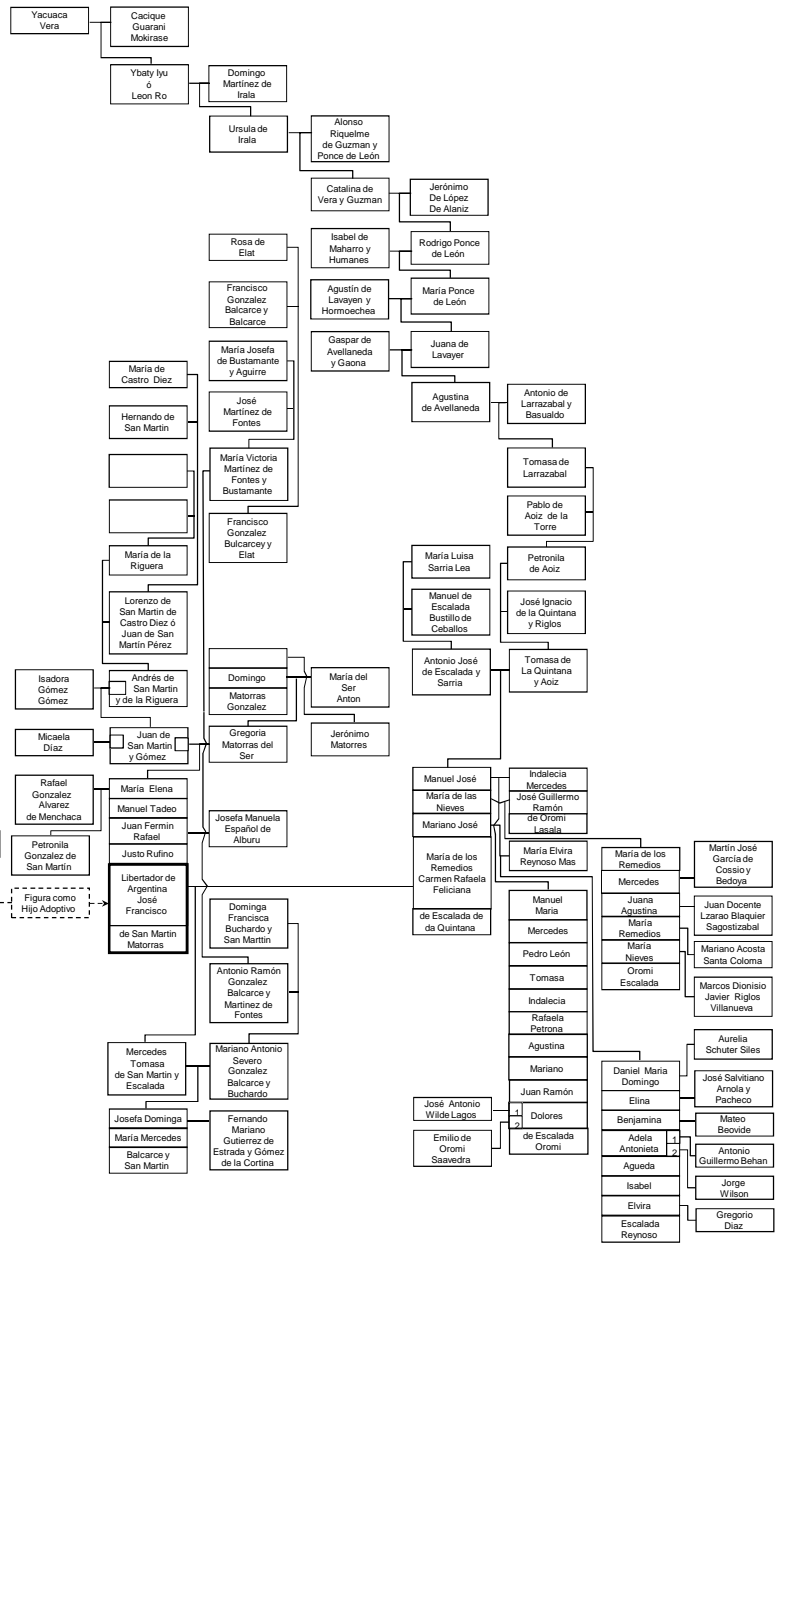 Yacuaca
Vera
Cacique
Guarani
Mokirase
Ybaty Iyu
ó
Leon Ro
Domingo
Martínez de
Irala
Ursula de
Irala
Alonso
Riquelme
de Guzman y
Ponce de León
Catalina de
Vera y Guzman
Jerónimo
De López
De Alaniz
Isabel de
Maharro y
Humanes
Rodrigo Ponce
de León
Rosa de
Elat
Francisco
Gonzalez
Balcarce y
Balcarce
Agustín de
Lavayen y
Hormoechea
María Ponce
de León
María Josefa
de Bustamante
y Aguirre
Gaspar de
Avellaneda
y Gaona
Juana de
Lavayer
María de
Castro Diez
José
Martínez de
Fontes
Agustina
de Avellaneda
Antonio de
Larrazabal y
Basualdo
Hernando de
San Martin
María Victoria
Martínez de
Fontes y
Bustamante
Tomasa de
Larrazabal
Francisco
Gonzalez
Bulcarcey y
Elat
Pablo de
Aoiz de la
Torre
María de la
Riguera
María Luisa
Sarria Lea
Petronila
de Aoiz
Lorenzo de
San Martin de
Castro Diez ó
Juan de San
Martín Pérez
Manuel de
Escalada
Bustillo de
Ceballos
José Ignacio
de la Quintana
y Riglos
Isadora
Gómez
Gómez
Andrés de
San Martin
y de la Riguera
Domingo
Matorras
Gonzalez
María del
Ser
Anton
Antonio José
de Escalada y
Sarria
Tomasa de
La Quintana
y Aoiz
Micaela
Díaz
Juan de
San Martin
y Gómez
Gregoria
Matorras del
Ser
Jerónimo
Matorres
Rafael
Gonzalez
Alvarez
de Menchaca
María Elena
Manuel Tadeo
Juan Fermin
Rafael
Justo Rufino
Libertador de
Argentina
José
Francisco
de San Martin
Matorras
Josefa Manuela
Español de
Alburu
Petronila
Gonzalez de
San Martín
Figura como
Hijo Adoptivo
Manuel José
María de las
Nieves
Mariano José
María de los
Remedios
Carmen Rafaela
Feliciana
de Escalada de
da Quintana
Indalecia
Mercedes
José Guillermo
Ramón
de Oromi
Lasala
María Elvira
Reynoso Mas
María de los
Remedios
Mercedes
Juana
Agustina
María
Remedios
María
Nieves
Oromi
Escalada
Martín José
García de
Cossio y
Bedoya
Juan Docente
Lzarao Blaquier
Sagostizabal
Mariano Acosta
Santa Coloma
Marcos Dionisio
Javier Riglos
Villanueva
Dominga
Francisca
Buchardo y
San Marttin
Antonio Ramón
Gonzalez
Balcarce y
Martinez de
Fontes
Manuel
Maria
Mercedes
Pedro León
Tomasa
Indalecia
Rafaela
Petrona
Agustina
Mariano
Juan Ramón
1
2
Dolores
de Escalada
Oromi
José Antonio
Wilde Lagos
Emilio de
Oromi
Saavedra
Mercedes
Tomasa
de San Martin y
Escalada
Mariano Antonio
Severo
Gonzalez
Balcarce y
Buchardo
Josefa Dominga
María Mercedes
Balcarce y
San Martin
Fernando
Mariano
Gutierrez de
Estrada y Gómez
de la Cortina
Daniel Maria
Domingo
Elina
Benjamina
Adela
Antonieta
1
2
Agueda
Isabel
Elvira
Escalada
Reynoso
Aurelia
Schuter Siles
José Salvitiano
Arnola y
Pacheco
Mateo
Beovide
Antonio
Guillermo Behan
Jorge
Wilson
Gregorio
Diaz